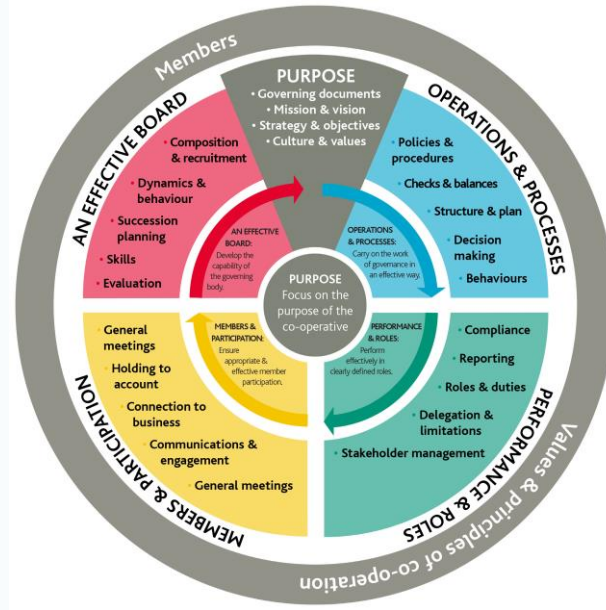 Members
PURPOSE
• Governing documents
• Mission & vision
• Strategy & objectives
• Culture & values
AN EFFECTIVE BOARD
• Composition
& recruitment
• Dynamics &
behaviour
• Succession
planning
• Skills
• Evaluation
AN EFFECTIVE
BOARD:
Develop the
capability of
the governing
body.
OPERATIONS & PROCESSES
• Policies &
procedures
• Checks & balances
• Structure & plan
• Decision
making
• Behaviours
OPERATIONS
& PROCESSES:
Carry on the work
of governance in
an effective way.
PURPOSE
Focus on the
purpose of the
co-operative
MEMBERS & PARTICIPATION
• General
meetings
• Holding to
account
• Connection to
business
• Communications &
engagement
• General meetings
MEMBERS &
PARTICIPATION:
Ensure
appropriate &
effective member
participation.
PERFORMANCE & ROLES
• Compliance
• Reporting
• Roles & duties
• Delegation &
limitations
• Stakeholder management
PERFORMANCE
& ROLES:
Perform
effectively in
clearly defined roles.
Values & principles of co-operation